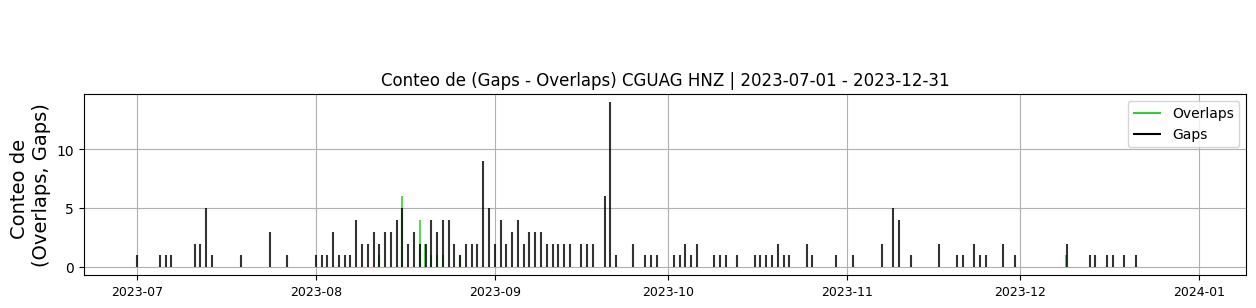 Conteo de (Gaps - Overlaps) CGUAG HNZ | 2023-07-01 - 2023-12-31
Conteo de
(Overlaps, Gaps)
10
5
0
Overlaps
Gaps
2023-07
2023-08
2023-09
2023-10
2023-11
2023-12
2024-01